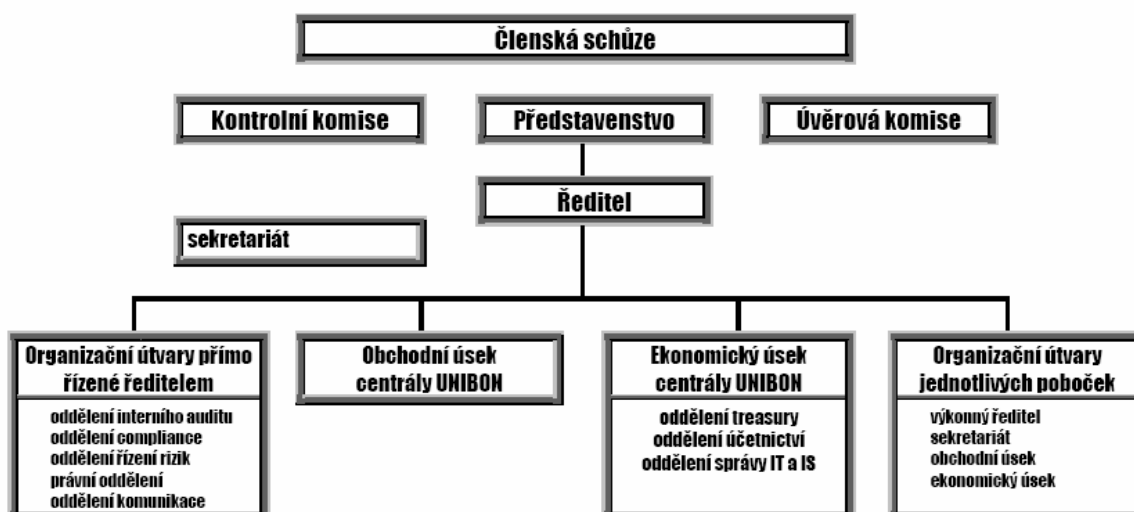 Členská schůze
Kontrolní komise
Představenstvo
Úvěrová komise
Ředitel
sekretariát
Organizační útvary přímo
řízené ředitelem
oddělení interního auditu
oddělení compliance
oddělení řízení rizik
právní oddělení
oddělení komunikace
Obchodní úsek
centrály UNIBON
Ekonomický úsek
centrály UNIBON
oddělení treasury
oddělení účetnictví
oddělení správy IT a IS
Organizační útvary
jednotlivých poboček
výkonný ředitel
sekretariát
obchodní úsek
ekonomický úsek